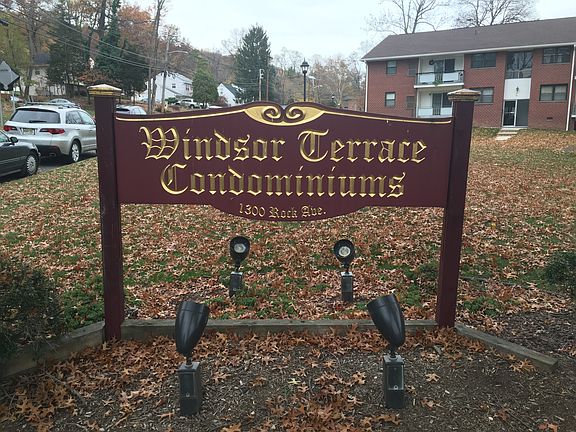 Windsor Terrace
Condominiums
1300 Rock Ave.